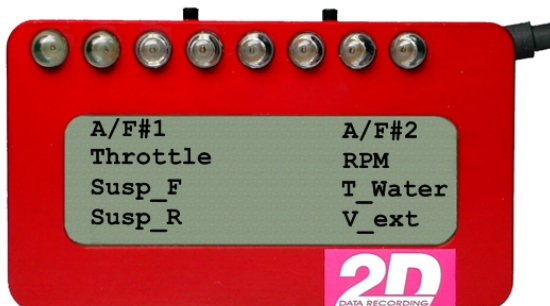 A/F#1 A/F#2
Throttle RPM
Susp_F T_Water
Susp_R V_ext
2D
DATA RECORDING